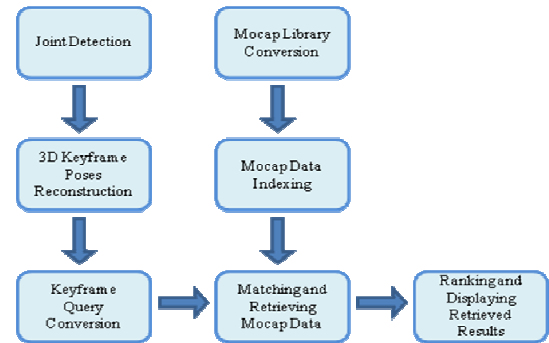 Joint Detection
Mocap Library
Conversion
3D Keyframe
Poses
Reconstruction
Mocap Data
Indexing
Keyframe
Query
Conversion
Matching and
Retrieving
Mocap Data
Ranking and
Displaying
Retrieved
Results